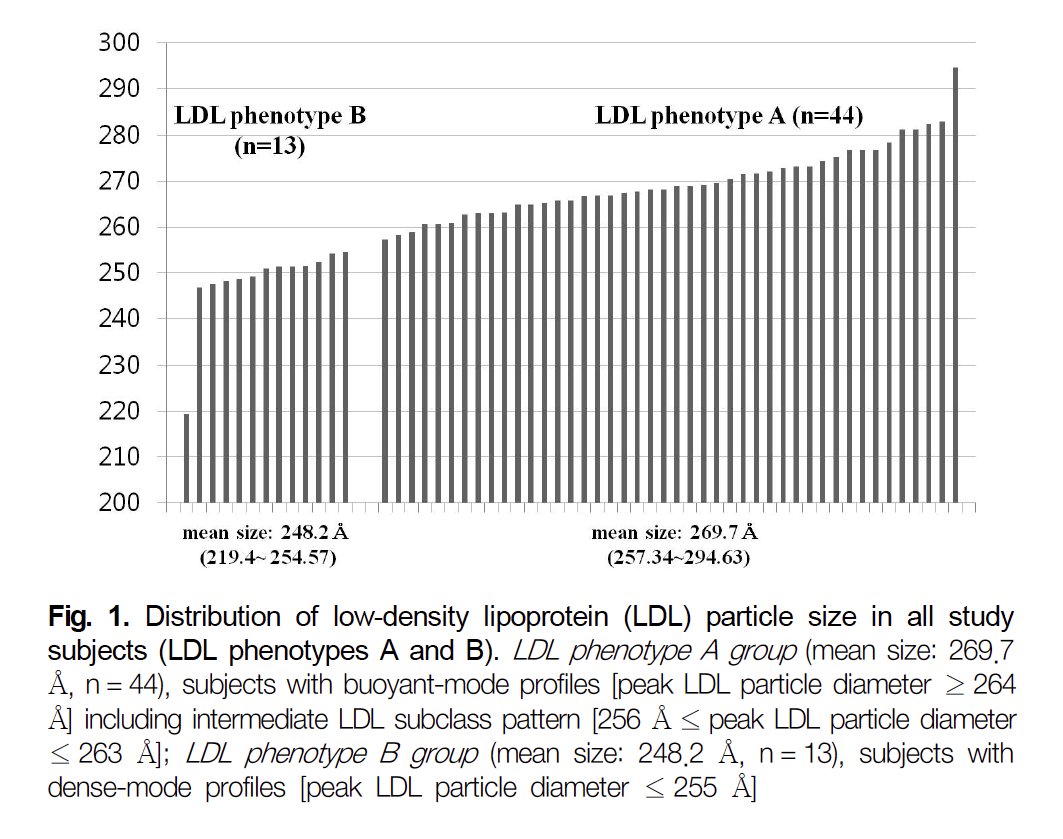 300
290
280
270
260
250
240
230
220
210
200
LDL phenotype B
(n=13)
LDL phenotype A (n=44)
mean size: 248.2 Å
(219.4~ 254.57)
mean size: 269.7 Å
(257.34~294.63)
Fig. 1. Distribution of low-density lipoprotein (LDL) particle size in all study
subjects (LDL phenotypes A and B). LDL phenotype A group (mean size: 269.7
Å, n = 44), subjects with buoyant-mode profiles [peak LDL particle diameter ≥ 264
Å] including intermediate LDL subclass pattern [256 Å ≤ peak LDL particle diameter
≤ 263 Å]; LDL phenotype B group (mean size: 248.2 Å, n = 13), subjects with
dense-mode profiles [peak LDL particle diameter ≤ 255 Å]